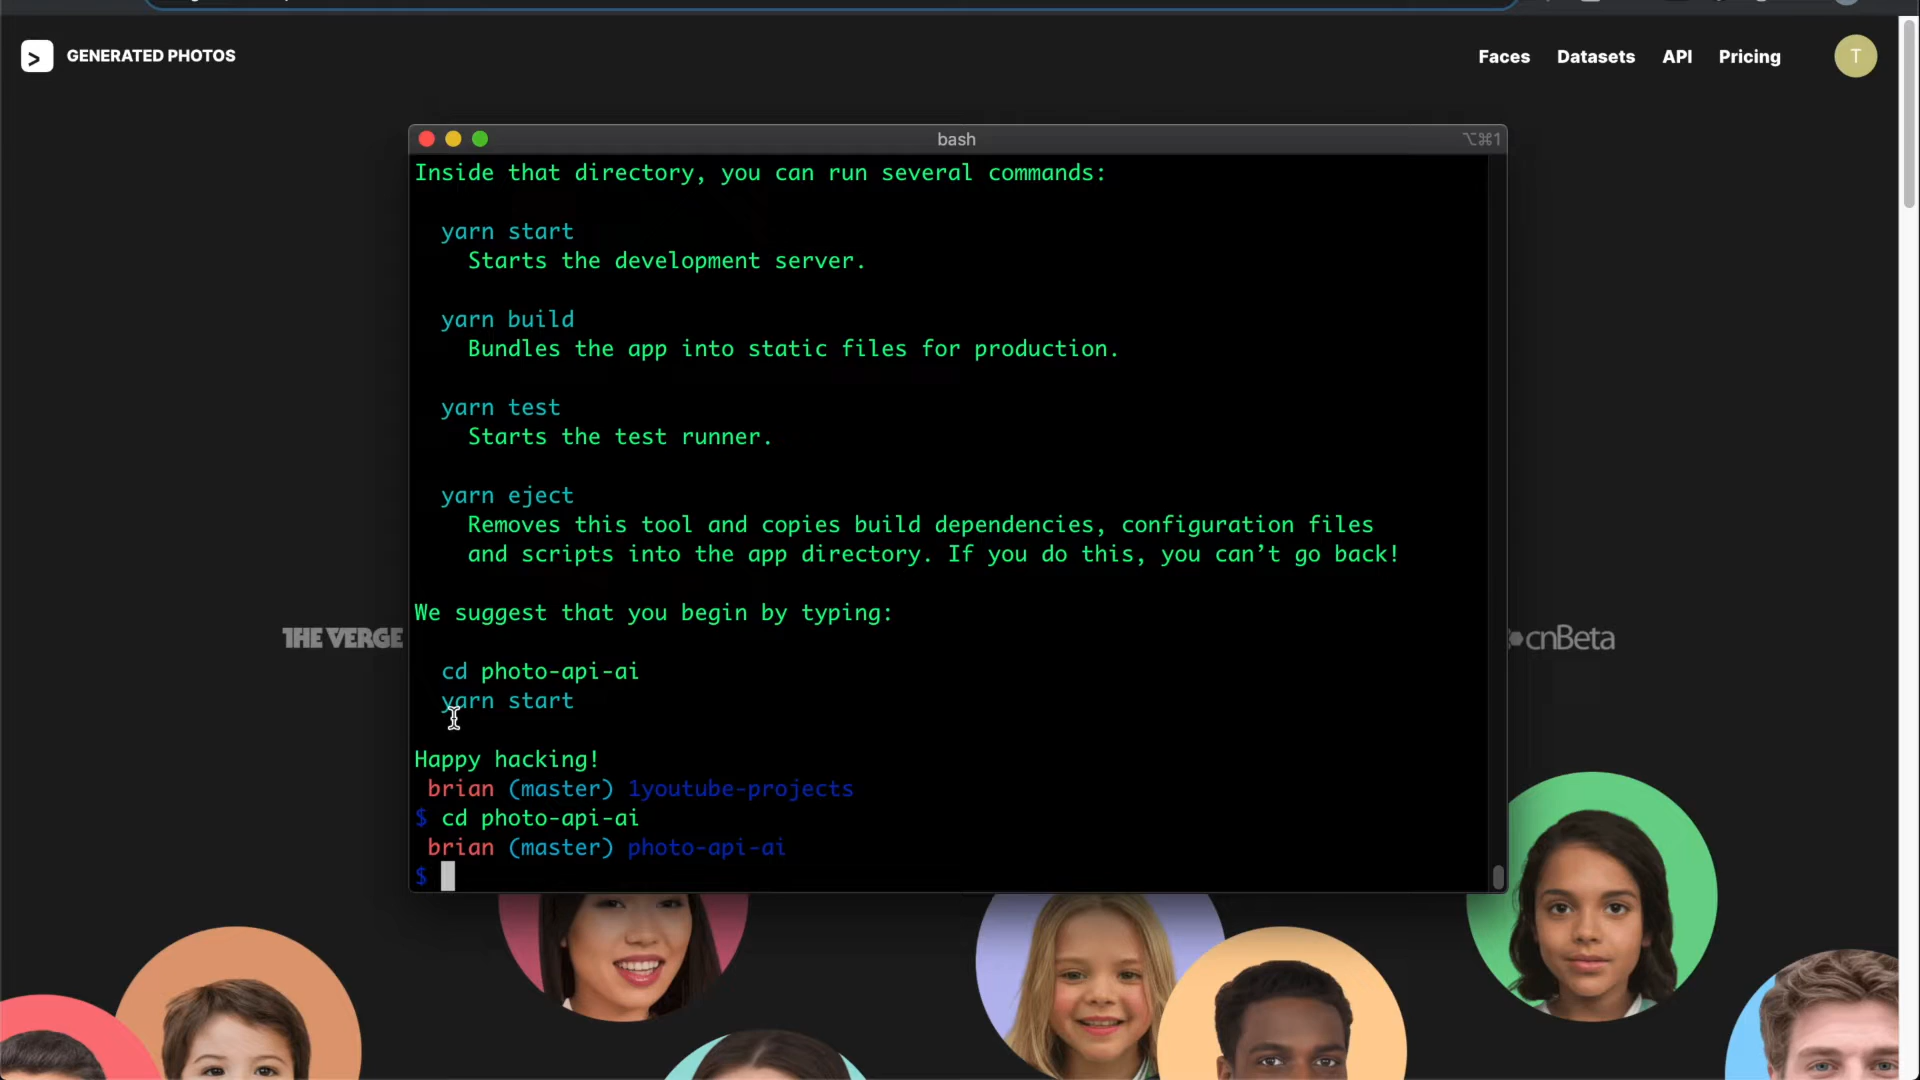 GENERATED PHOTOS
Faces Datasets API Pricing T
bash ⌥⌘1
Inside that directory, you can run several commands:
yarn start
Starts the development server.
yarn build
Bundles the app into static files for production.
yarn test
Starts the test runner.
yarn eject
Removes this tool and copies build dependencies, configuration files
and scripts into the app directory. If you do this, you can’t go back!
We suggest that you begin by typing:
THE VERGE
cnBeta
cd photo-api-ai
yarn start
Happy hacking!
brian (master) 1youtube-projects
$ cd photo-api-ai
brian (master) photo-api-ai
$